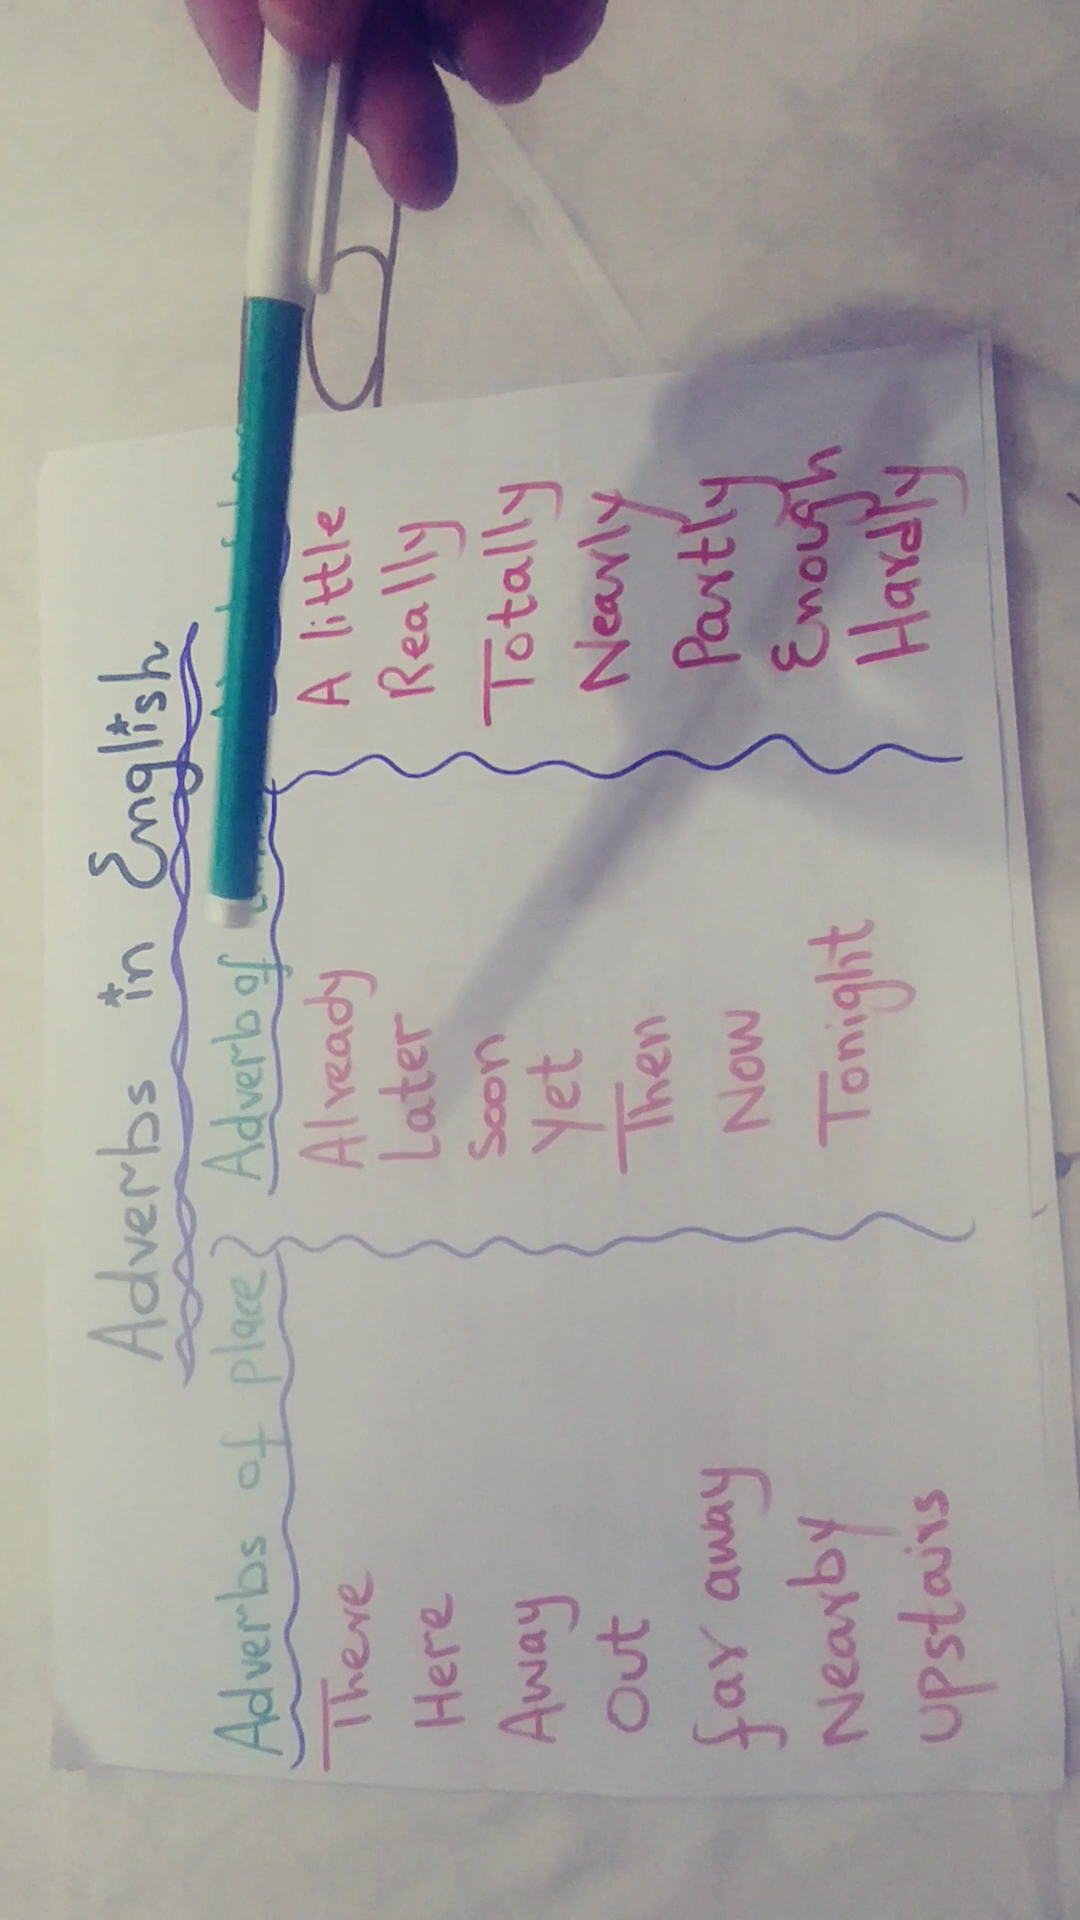 Adverbs in English
Adverbs of place
There
Here
Away
Out
far away
Nearby
upstairs
Adverb of
Already
Later
Soon
Yet
Then
Now
Tonight
A little
Really
Totally
Nearly
Partly
Enough
Hardly